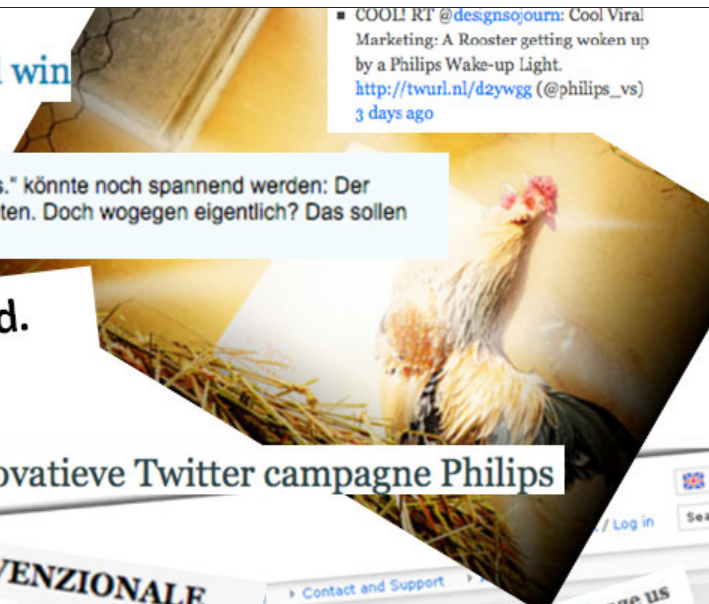 ▪ COOL! RT @designsojourn: Cool Viral
Marketing: A Rooster getting woken up
by a Philips Wake-up Light.
http://twurl.nl/d2ywgg (@philips_vs)
3 days ago
win
s." könnte noch spannend werden: Der
ten. Doch wogegen eigentlich? Das sollen
d.
ovatieve Twitter campagne Philips
/ Log in
Sea
VENZIONALE
Contact and Support
us